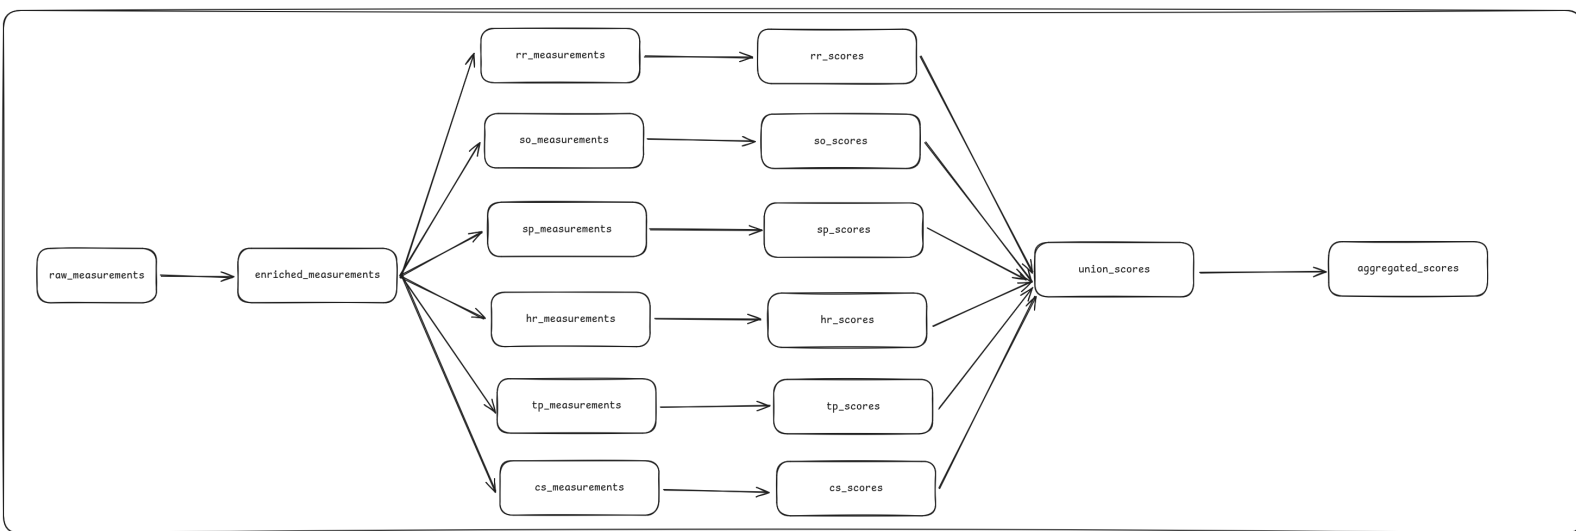 rr_measurements
rr_scores
so_measurements
so_scores
sp_measurements
sp_scores
raw_measurements
enriched_measurements
union_scores
aggregated_scores
hr_measurements
hr_scores
tp_measurements
tp_scores
cs_measurements
cs_scores